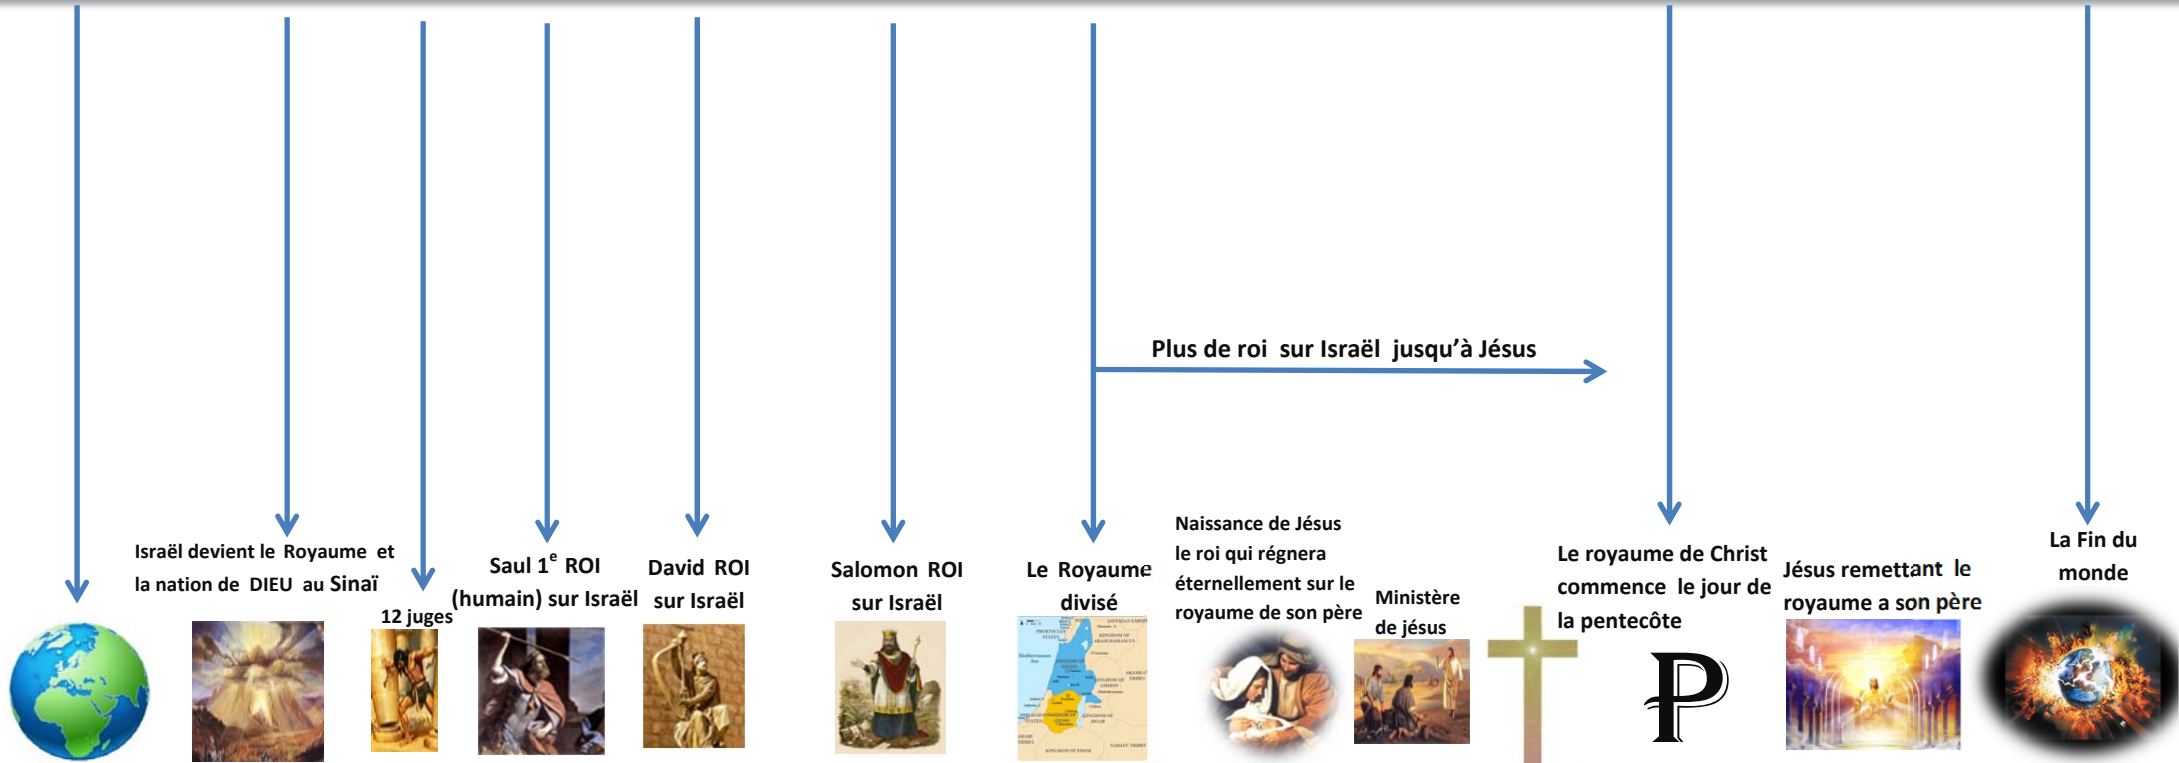 Plus de roi sur Israël jusqu'à Jésus
Israël devient le Royaume et
la nation de DIEU au Sinaï
12 juges
Saul 1e ROI
(humain) sur Israël
David ROI
sur Israël
Salomon ROI
sur Israël
Le Royaume
divisé
Naissance de Jésus
le roi qui régnera
éternellement sur le
royaume de son père
Ministère
de jésus
Le royaume de Christ
commence le jour de
la pentecôte
P
Jésus remettant le
royaume a son père
La Fin du
monde